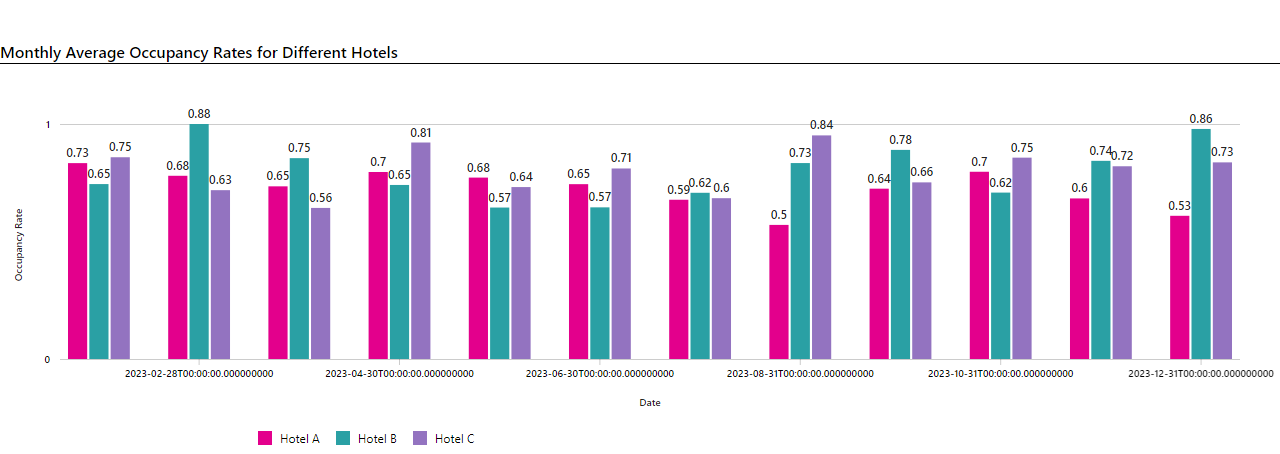 Monthly Average Occupancy Rates for Different Hotels
Occupancy Rate
1
0
0.73 0.65 0.75
0.68 0.88 0.63
0.65 0.75 0.56
0.7 0.65 0.81
0.68 0.57 0.64
0.65 0.57 0.71
0.59 0.62 0.6
0.5 0.73 0.84
0.64 0.78 0.66
0.7 0.62 0.75
0.6 0.74 0.72
0.53 0.86 0.73
2023-02-28T00:00:00.000000000 2023-04-30T00:00:00.000000000 2023-06-30T00:00:00.000000000 2023-08-31T00:00:00.000000000 2023-10-31T00:00:00.000000000 2023-12-31T00:00:00.000000000
Date
Hotel A Hotel B Hotel C